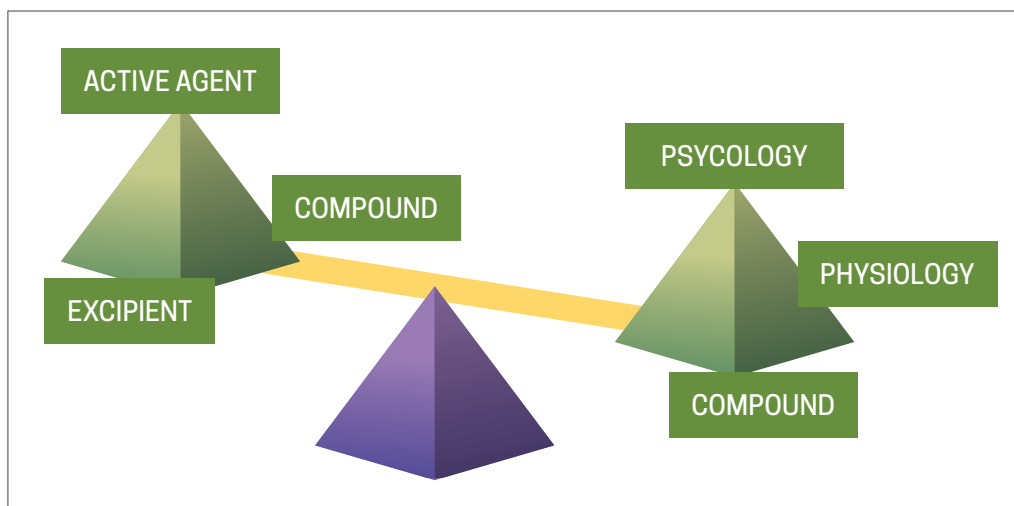 ACTIVE AGENT
COMPOUND
EXCIPIENT
PSYCOLOGY
PHYSIOLOGY
COMPOUND